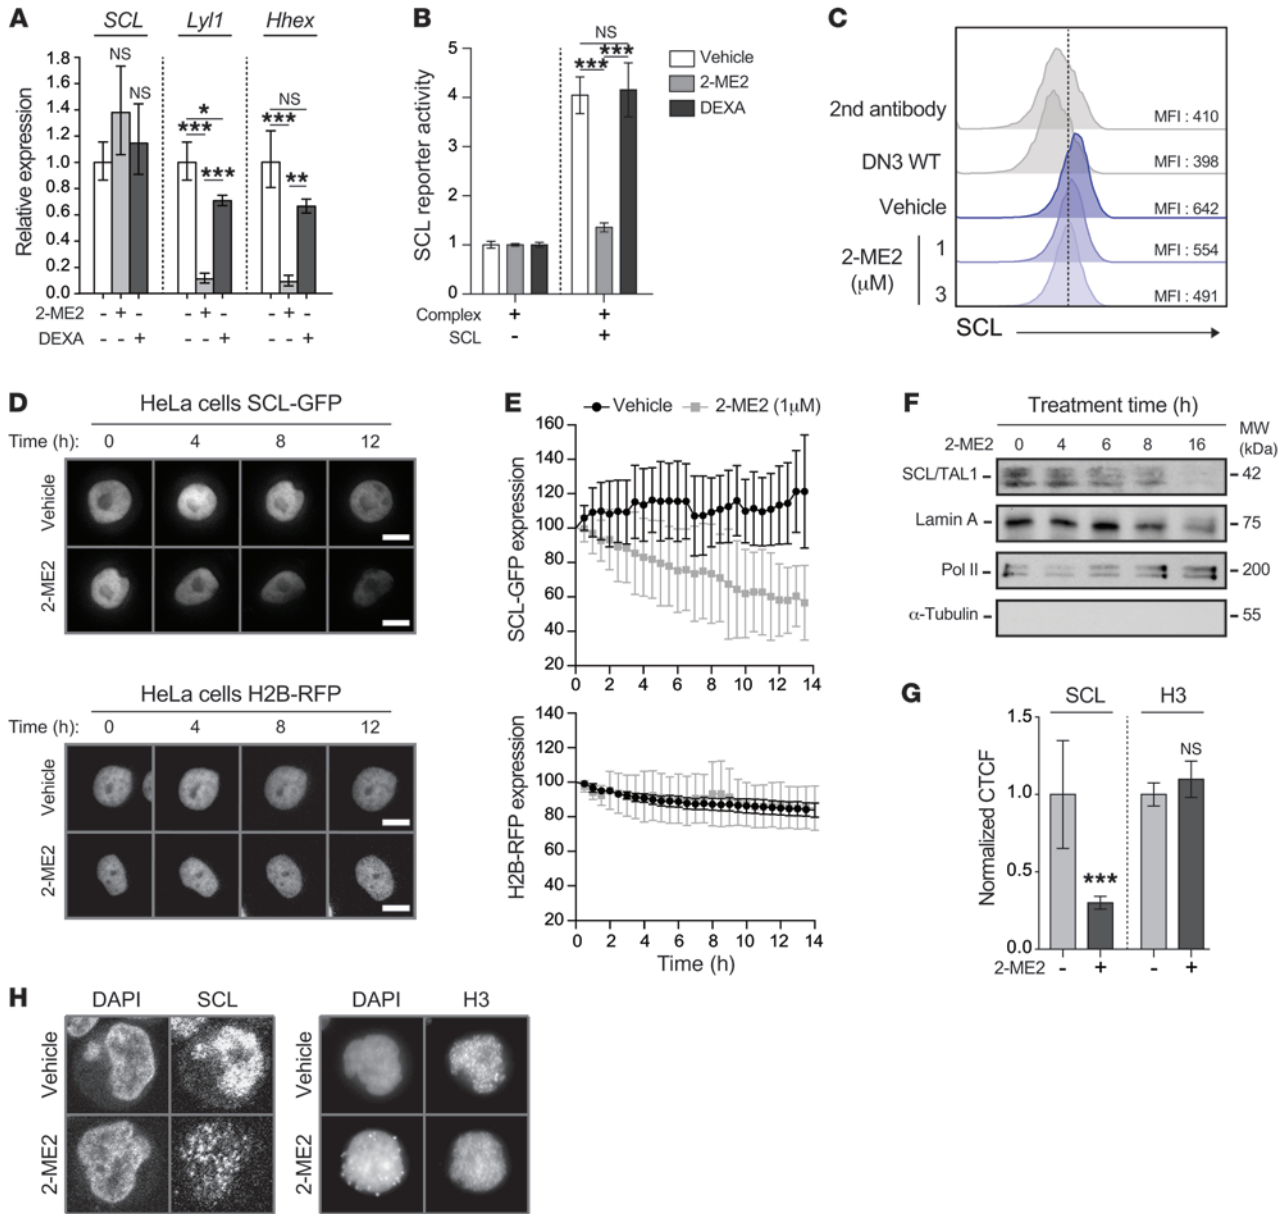 A
SCL Lyl1 Hhex
Relative expression
1.8
1.6
1.4
1.2
1.0
0.8
0.6
0.4
0.2
0.0
NS NS * *** *** NS *** **
2-ME2 - + - - + - - + -
DEXA - - + - - + - - +
B
SCL reporter activity
5
4
3
2
1
0
NS
*** ***
Vehicle
2-ME2
DEXA
Complex + +
SCL - +
C
2nd antibody MFI : 410
DN3 WT MFI : 398
Vehicle MFI : 642
2-ME2 (µM)
1 MFI : 554
3 MFI : 491
SCL
D
HeLa cells SCL-GFP
Time (h): 0 4 8 12
Vehicle
2-ME2
HeLa cells H2B-RFP
Time (h): 0 4 8 12
Vehicle
2-ME2
E
Vehicle 2-ME2 (1µM)
SCL-GFP expression
160
140
120
100
80
60
40
20
0 2 4 6 8 10 12 14
H2B-RFP expression
140
120
100
80
60
40
20
0 2 4 6 8 10 12 14
Time (h)
F
Treatment time (h)
2-ME2 0 4 6 8 16 MW (kDa)
SCL/TAL1 42
Lamin A 75
Pol II 200
α-Tubulin 55
G
SCL H3
Normalized CTCF
1.5
1.0
0.5
0.0
*** NS
2-ME2 - + - +
H
DAPI SCL DAPI H3
Vehicle Vehicle
2-ME2 2-ME2